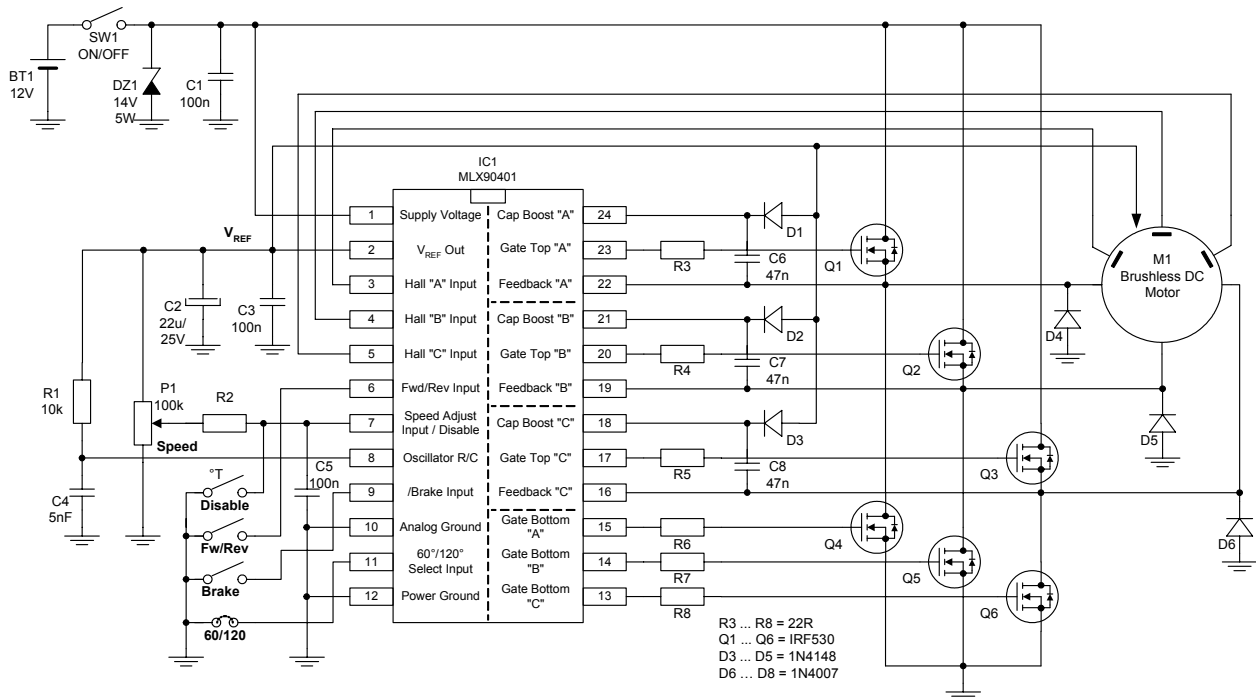 SW1
ON/OFF
BT1
12V
DZ1
14V
5W
C1
100n
IC1
MLX90401
1
Supply Voltage
Cap Boost "A"
24
D1
VREF
2
VREF Out
Gate Top "A"
23
R3
C6
47n
Q1
M1
Brushless DC
Motor
3
Hall "A" Input
Feedback "A"
22
C2
22u/
25V
C3
100n
4
Hall "B" Input
Cap Boost "B"
21
D2
D4
5
Hall "C" Input
Gate Top "B"
20
R4
C7
47n
Q2
R1
10k
P1
100k
R2
6
Fwd/Rev Input
Feedback "B"
19
Speed
7
Speed Adjust
Input / Disable
Cap Boost "C"
18
D3
D5
8
Oscillator R/C
Gate Top "C"
17
R5
C8
47n
Q3
C4
5nF
°T
Disable
C5
100n
9
/Brake Input
Feedback "C"
16
Fw/Rev
10
Analog Ground
Gate Bottom
"A"
15
R6
Q4
D6
Brake
11
60°/120°
Select Input
Gate Bottom
"B"
14
R7
Q5
60/120
12
Power Ground
Gate Bottom
"C"
13
R8
Q6
R3 ... R8 = 22R
Q1 ... Q6 = IRF530
D3 ... D5 = 1N4148
D6 ... D8 = 1N4007